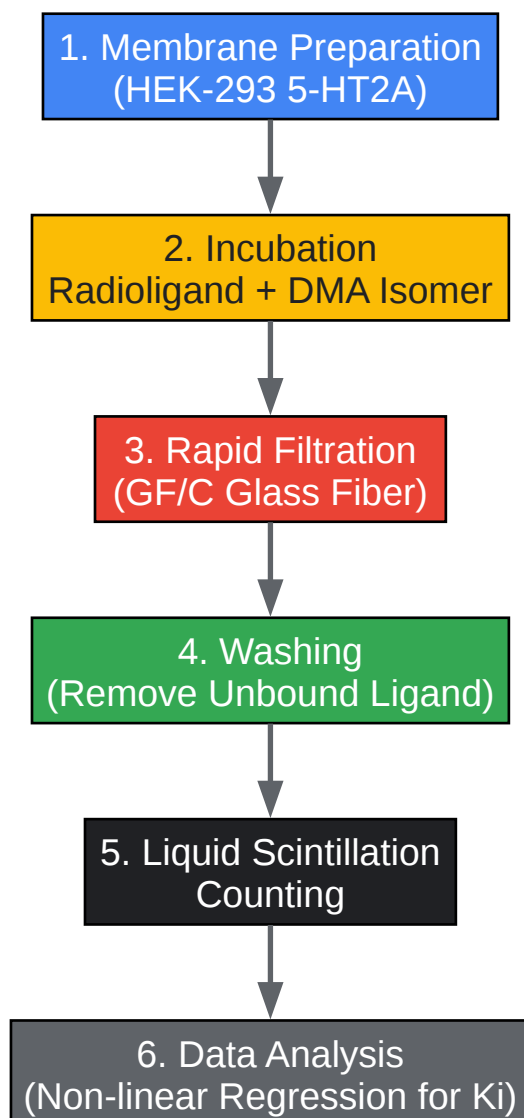 1. Membrane Preparation
(HEK-293 5-HT2A)
2. Incubation
Radioligand + DMA Isomer
3. Rapid Filtration
(GF/C Glass Fiber)
4. Washing
(Remove Unbound Ligand)
5. Liquid Scintillation
Counting
6. Data Analysis
(Non-linear Regression for Ki)